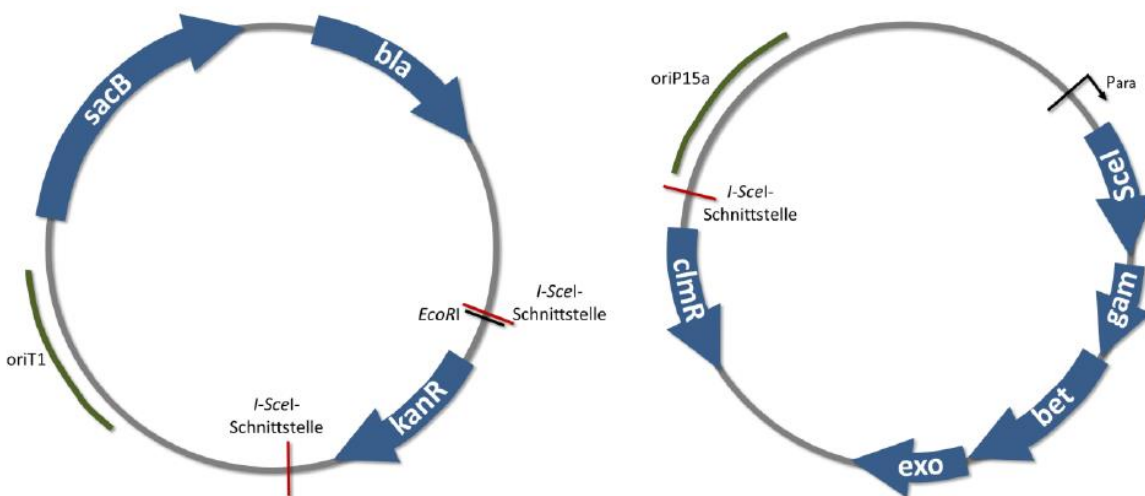 sacB
bla
oriT1
EcoRI
I-SceI-
Schnittstelle
kanR
I-SceI-
Schnittstelle
oriP15a
Para
SceI
I-SceI-
Schnittstelle
clmR
gam
bet
exo